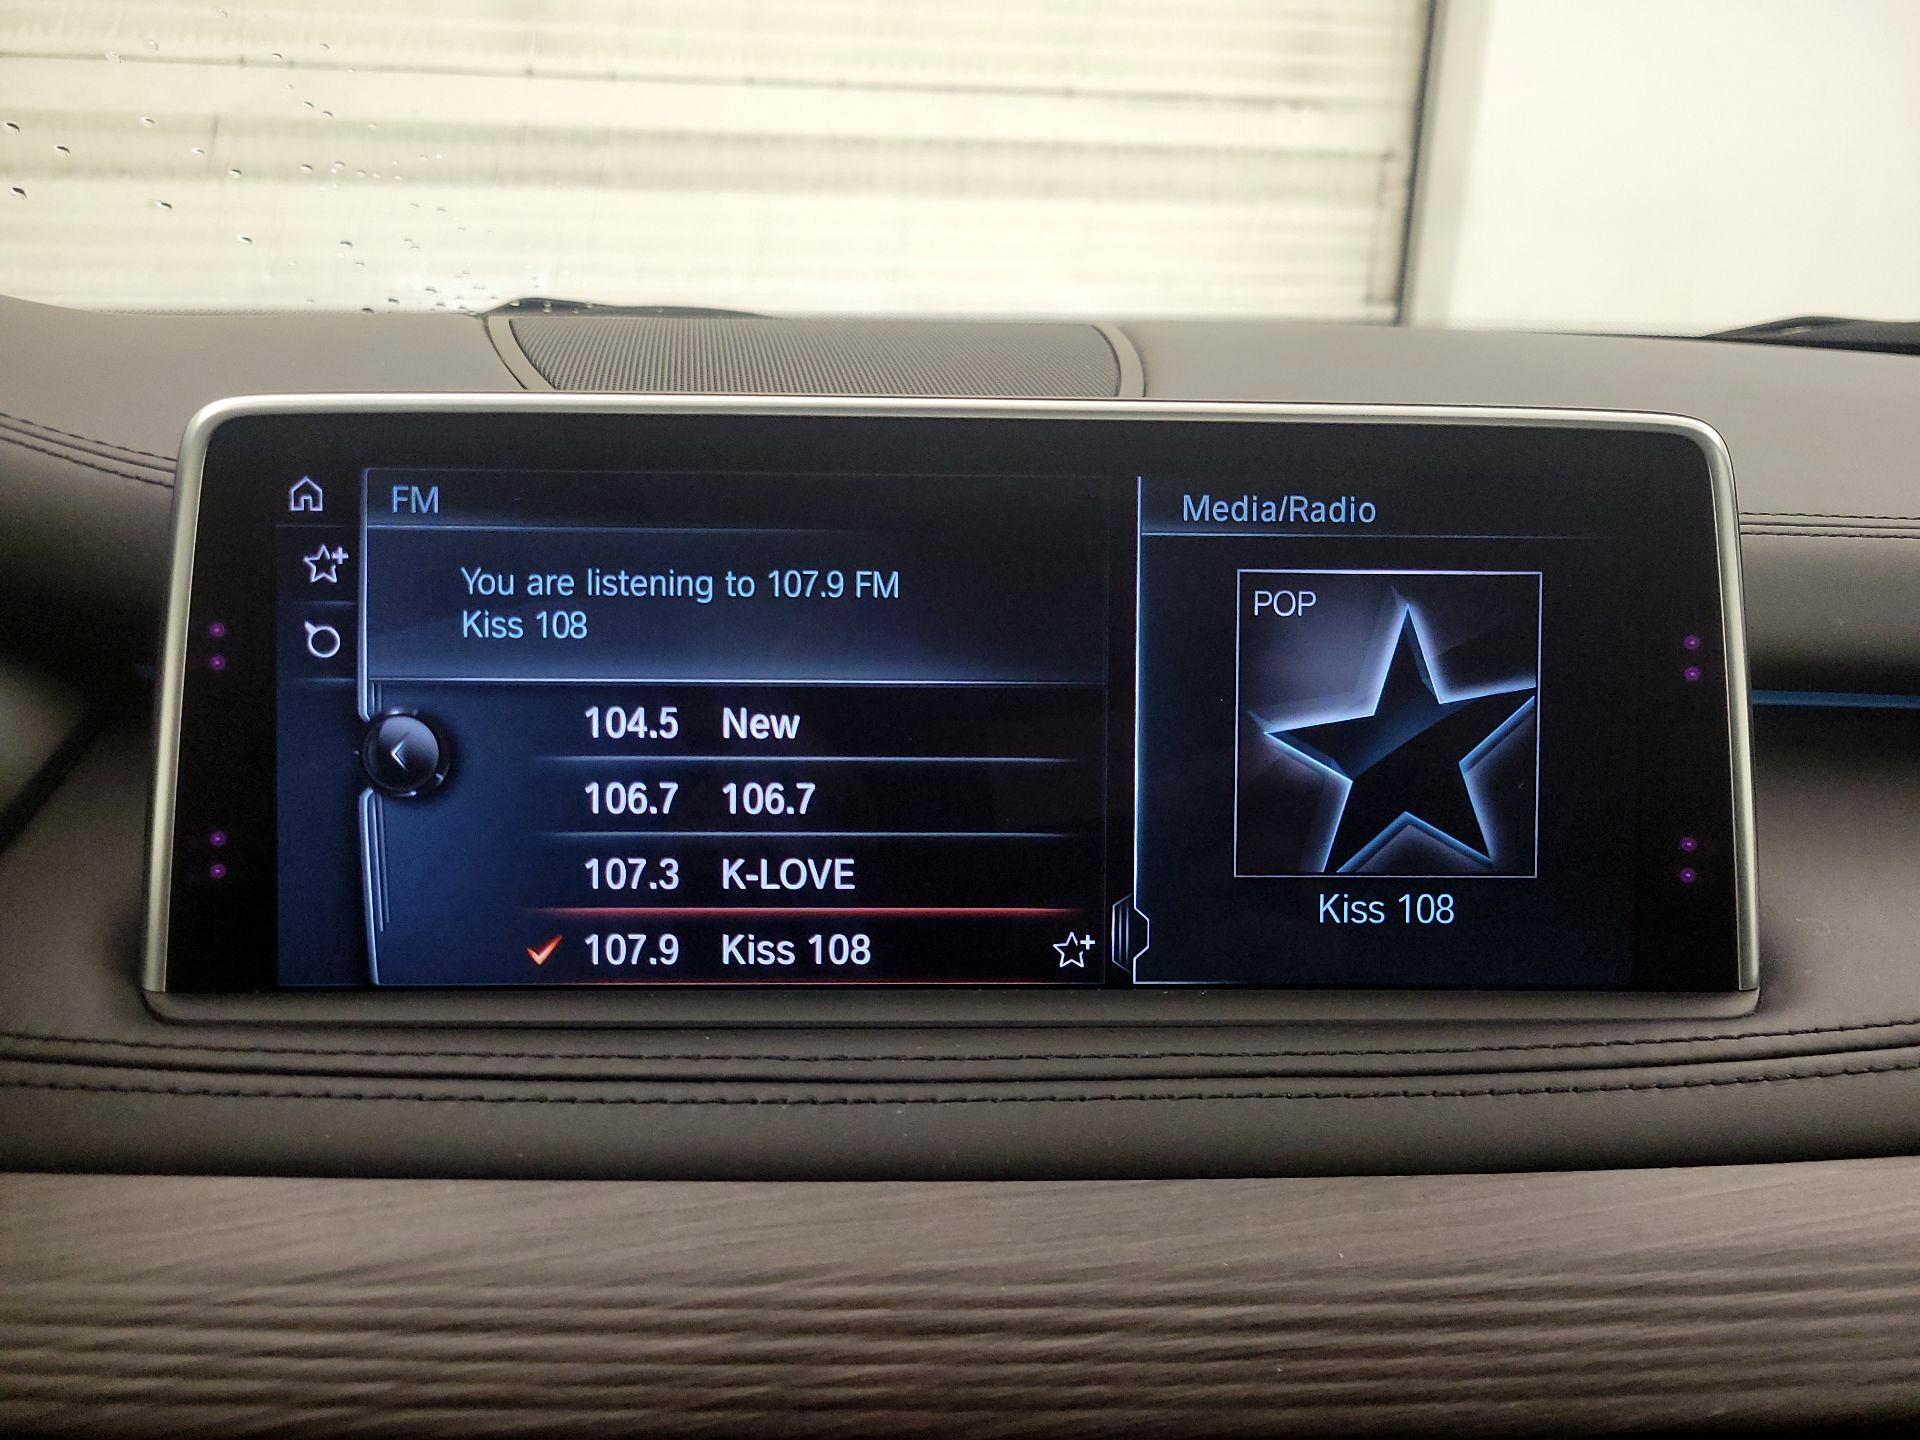 FM
You are listening to 107.9 FM
Kiss 108
104.5 New
106.7 106.7
107.3 K-LOVE
107.9 Kiss 108
Media/Radio
POP
Kiss 108